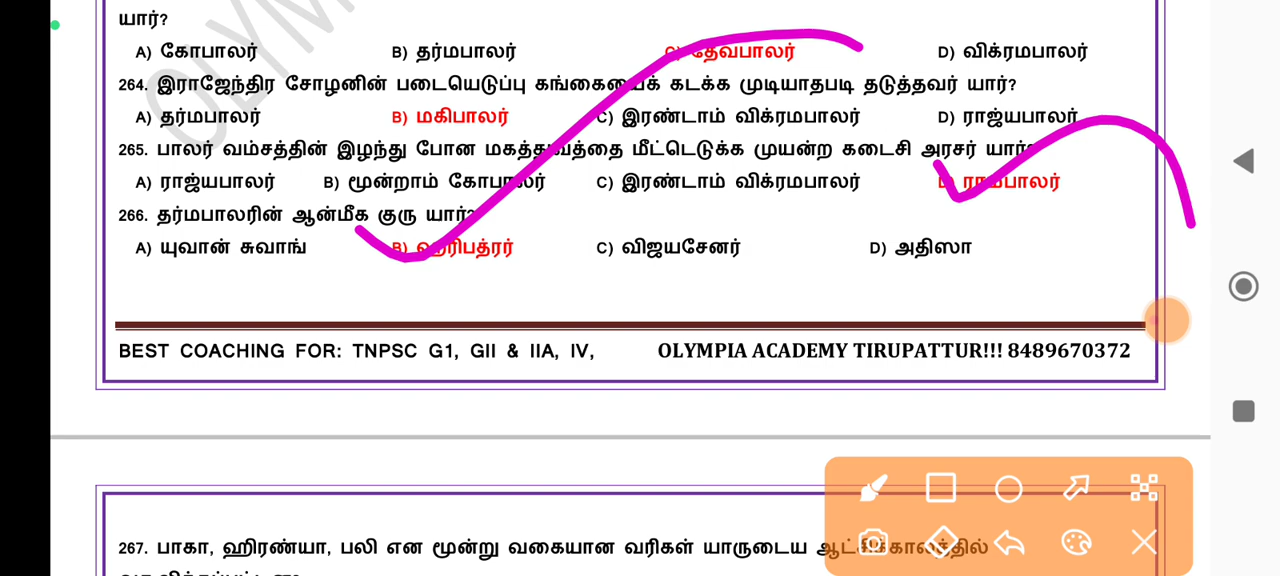 யார்?
A) கோபாலர் B) தர்மபாலர் C) தேவபாலர் D) விக்ரமபாலர்
264. இராஜேந்திர சோழனின் படையெடுப்பு கங்கையைக் கடக்க முடியாதபடி தடுத்தவர் யார்?
A) தர்மபாலர் B) மகிபாலர் C) இரண்டாம் விக்ரமபாலர் D) ராஜ்யபாலர்
265. பாலர் வம்சத்தின் இழந்து போன மகத்துவத்தை மீட்டெடுக்க முயன்ற கடைசி அரசர் யார்?
A) ராஜ்யபாலர் B) மூன்றாம் கோபாலர் C) இரண்டாம் விக்ரமபாலர் D) ராமபாலர்
266. தர்மபாலரின் ஆன்மீக குரு யார்?
A) யுவான் சுவாங் B) ஹரிபத்ரர் C) விஜயசேனர் D) அதிஸா
BEST COACHING FOR: TNPSC G1, GII & IIA, IV, OLYMPIA ACADEMY TIRUPATTUR!!! 8489670372
267. பாகா, ஹிரண்யா, பலி என மூன்று வகையான வரிகள் யாருடைய ஆட்சிக்காலத்தில்